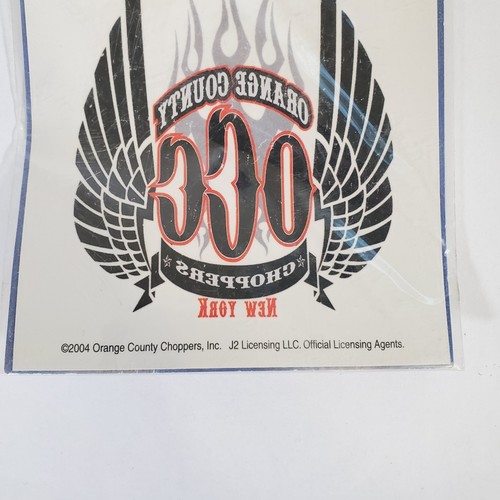 ORANGE COUNTY
OCC
CHOPPERS
NEW YORK
©2004 Orange County Choppers, Inc. J2 Licensing LLC. Official Licensing Agents.